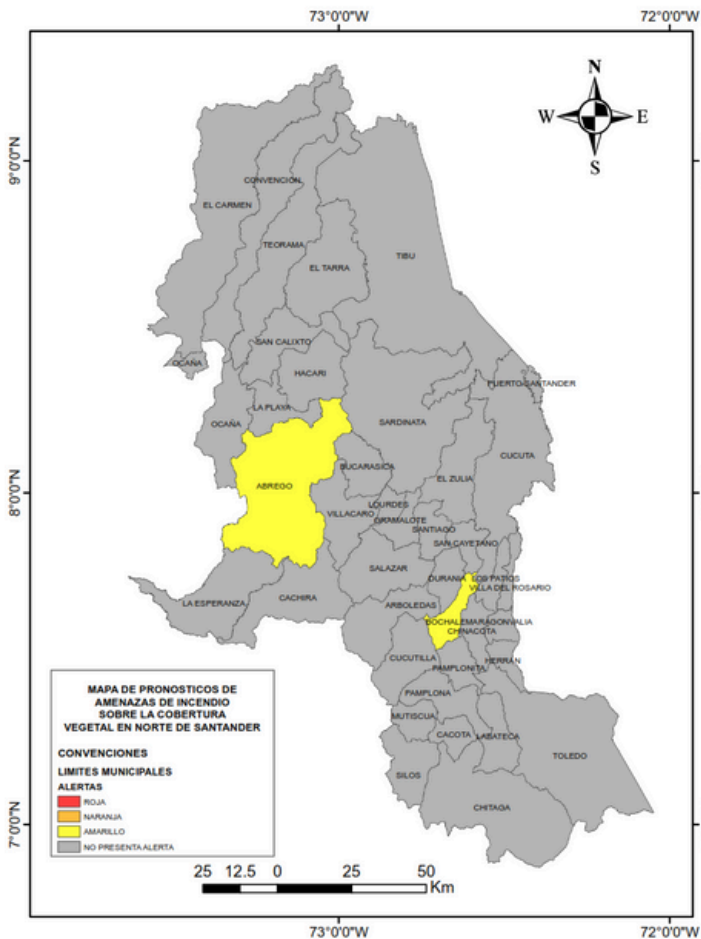 73°0'0"W
72°0'0"W
N
W
E
S
9°0'0"N
CONVENCIÓN
EL CARMEN
TEORAMA
TIBU
EL TARRA
SAN CALIXTO
OCAÑA
HACARI
PUERTO SANTANDER
LA PLAYA
OCAÑA
SARDINATA
CUCUTA
BUCARASICA
EL ZULIA
ABREGO
8°0'0"N
LOURDES
VILLACARO
GRAMALOTE
SANTIAGO
SAN CAYETANO
SALAZAR
DURANIA
LOS PATIOS
VILLA DEL ROSARIO
LA ESPERANZA
CACHIRA
ARBOLEDAS
BOCHALEMA
RAGONVALIA
CHINACOTA
CUCUTILLA
HERRAN
PAMPLONITA
PAMPLONA
MUTISCUA
CACOTA
LABATECA
TOLEDO
SILOS
CHITAGA
7°0'0"N
MAPA DE PRONOSTICOS DE
AMENAZAS DE INCENDIO
SOBRE LA COBERTURA
VEGETAL EN NORTE DE SANTANDER
CONVENCIONES
LIMITES MUNICIPALES
ALERTAS
ROJA
NARANJA
AMARILLO
NO PRESENTA ALERTA
25 12.5 0 25 50
Km
73°0'0"W
72°0'0"W